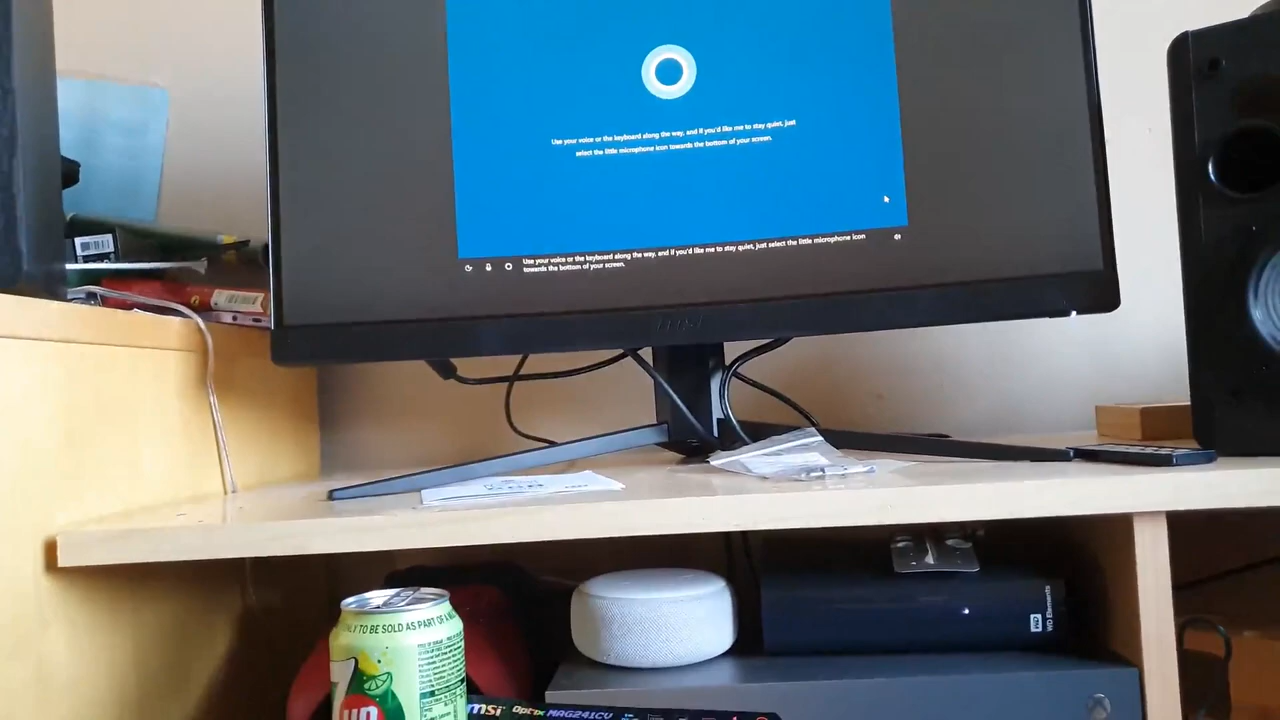 Use your voice or the keyboard along the way, and if you'd like me to stay quiet, just
select the little microphone icon towards the bottom of your screen.
Use your voice or the keyboard along the way, and if you'd like me to stay quiet, just select the little microphone icon
towards the bottom of your screen.
msi
ONLY TO BE SOLD AS PART OF A
7
up
WD
WD Elements
msi Optix MAG241CV